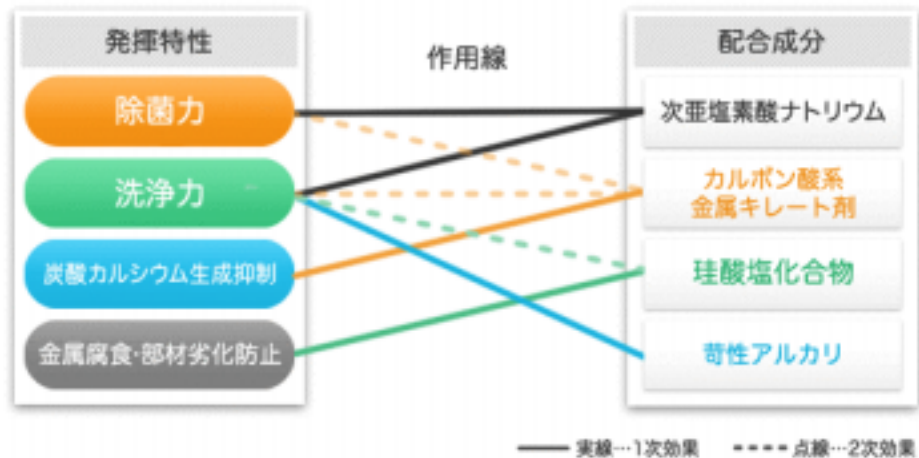 発揮特性
作用線
配合成分
除菌力
次亜塩素酸ナトリウム
洗浄力
カルボン酸系
金属キレート剤
炭酸カルシウム生成抑制
珪酸塩化合物
金属腐食・部材劣化防止
苛性アルカリ
実線…1次効果
点線…2次効果